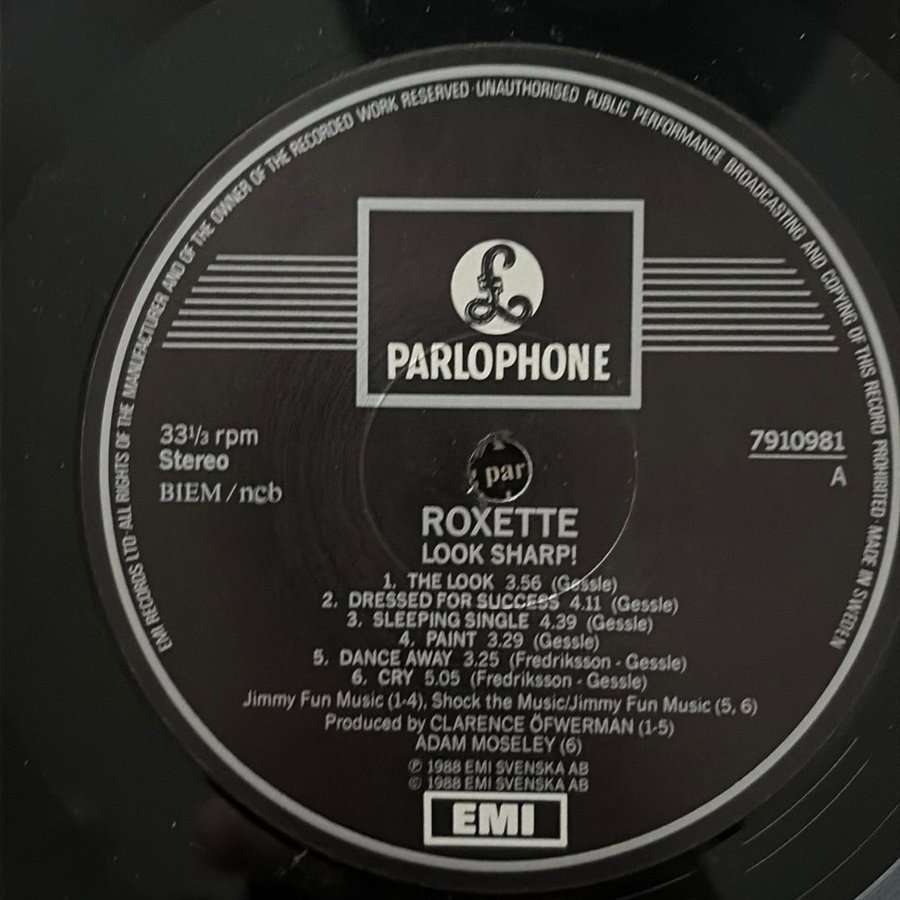 EMI RECORDS LTD · ALL RIGHTS OF THE MANUFACTURER AND OF THE OWNER OF THE RECORDED WORK RESERVED · UNAUTHORISED PUBLIC PERFORMANCE BROADCASTING AND COPYING OF THIS RECORD PROHIBITED · MADE IN SWEDEN
£
PARLOPHONE
33⅓ rpm
Stereo
BIEM/ncb
7910981
A
par
ROXETTE
LOOK SHARP!
1. THE LOOK 3.56 (Gessle)
2. DRESSED FOR SUCCESS 4.11 (Gessle)
3. SLEEPING SINGLE 4.39 (Gessle)
4. PAINT 3.29 (Gessle)
5. DANCE AWAY 3.25 (Fredriksson - Gessle)
6. CRY 5.05 (Fredriksson - Gessle)
Jimmy Fun Music (1-4), Shock the Music/Jimmy Fun Music (5, 6)
Produced by CLARENCE ÖFWERMAN (1-5)
ADAM MOSELEY (6)
℗ 1988 EMI SVENSKA AB
© 1988 EMI SVENSKA AB
EMI